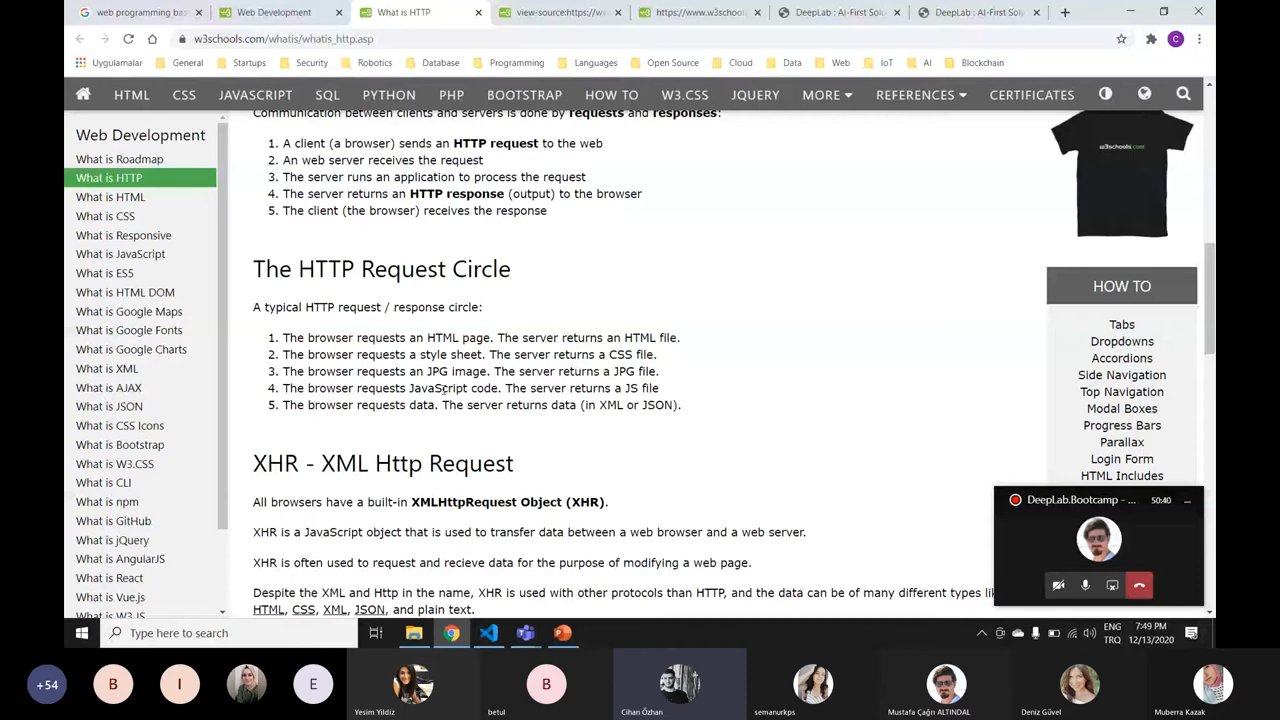 web programming bas
Web Development
What is HTTP
view-source:https://www
https://www.w3schools
DeepLab : AI-First Solu
DeepLab : AI-First Solu
w3schools.com/whatis/whatis_http.asp
C
Uygulamalar
General
Startups
Security
Robotics
Database
Programming
Languages
Open Source
Cloud
Data
Web
IoT
AI
Blockchain
HTML
CSS
JAVASCRIPT
SQL
PYTHON
PHP
BOOTSTRAP
HOW TO
W3.CSS
JQUERY
MORE
REFERENCES
CERTIFICATES
Web Development
What is Roadmap
What is HTTP
What is HTML
What is CSS
What is Responsive
What is JavaScript
What is ES5
What is HTML DOM
What is Google Maps
What is Google Fonts
What is Google Charts
What is XML
What is AJAX
What is JSON
What is CSS Icons
What is Bootstrap
What is W3.CSS
What is CLI
What is npm
What is GitHub
What is jQuery
What is AngularJS
What is React
What is Vue.js
What is W3.JS
Communication between clients and servers is done by requests and responses:
1. A client (a browser) sends an HTTP request to the web
2. An web server receives the request
3. The server runs an application to process the request
4. The server returns an HTTP response (output) to the browser
5. The client (the browser) receives the response
The HTTP Request Circle
A typical HTTP request / response circle:
1. The browser requests an HTML page. The server returns an HTML file.
2. The browser requests a style sheet. The server returns a CSS file.
3. The browser requests an JPG image. The server returns a JPG file.
4. The browser requests JavaScript code. The server returns a JS file
5. The browser requests data. The server returns data (in XML or JSON).
XHR - XML Http Request
All browsers have a built-in XMLHttpRequest Object (XHR).
XHR is a JavaScript object that is used to transfer data between a web browser and a web server.
XHR is often used to request and recieve data for the purpose of modifying a web page.
Despite the XML and Http in the name, XHR is used with other protocols than HTTP, and the data can be of many different types lik
HTML, CSS, XML, JSON, and plain text.
w3schools.com
HOW TO
Tabs
Dropdowns
Accordions
Side Navigation
Top Navigation
Modal Boxes
Progress Bars
Parallax
Login Form
HTML Includes
DeepLab.Bootcamp - ...
50:40
Type here to search
ENG
TRQ
7:49 PM
12/13/2020
+54
B
I
E
Yesim Yildiz
B
betul
Cihan Özhan
semanurkps
Mustafa Çağrı ALTINDAL
Deniz Güvel
Muberra Kazak